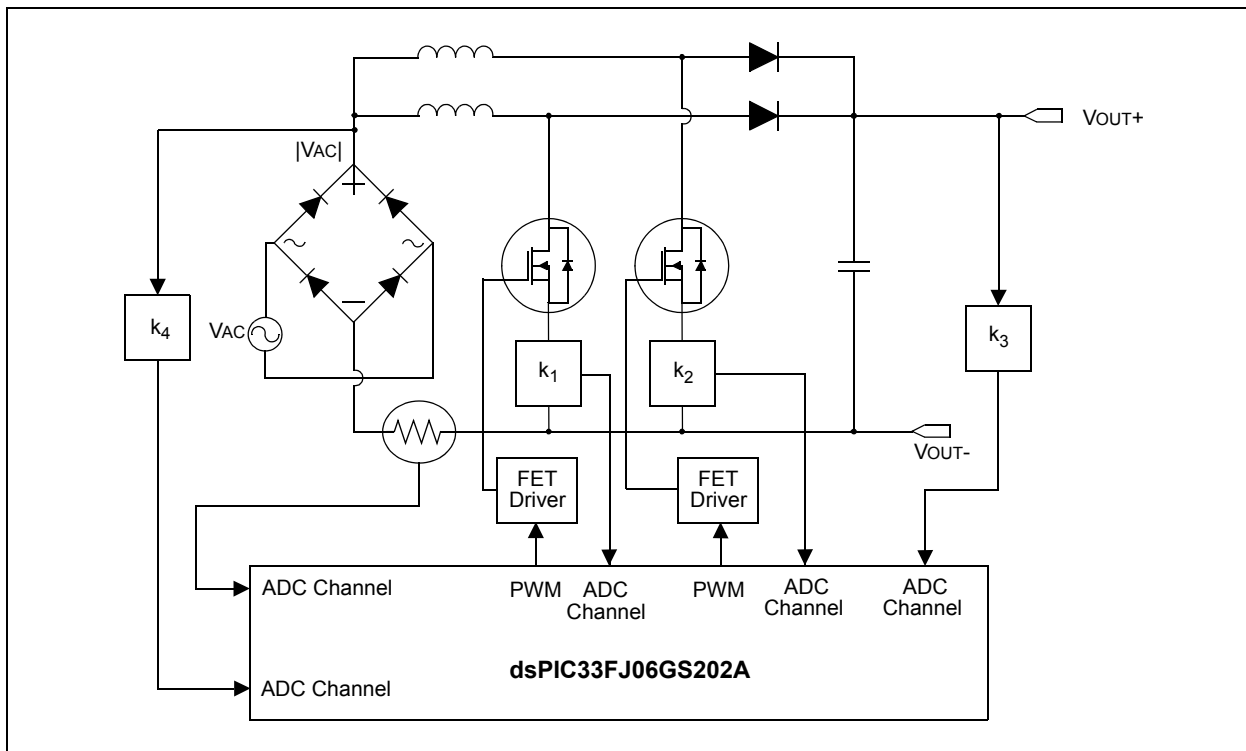 VOUT+
|VAC|
k4
VAC
k3
k1
k2
VOUT-
FET
Driver
FET
Driver
ADC Channel
PWM
ADC
Channel
PWM
ADC
Channel
ADC
Channel
dsPIC33FJ06GS202A
ADC Channel